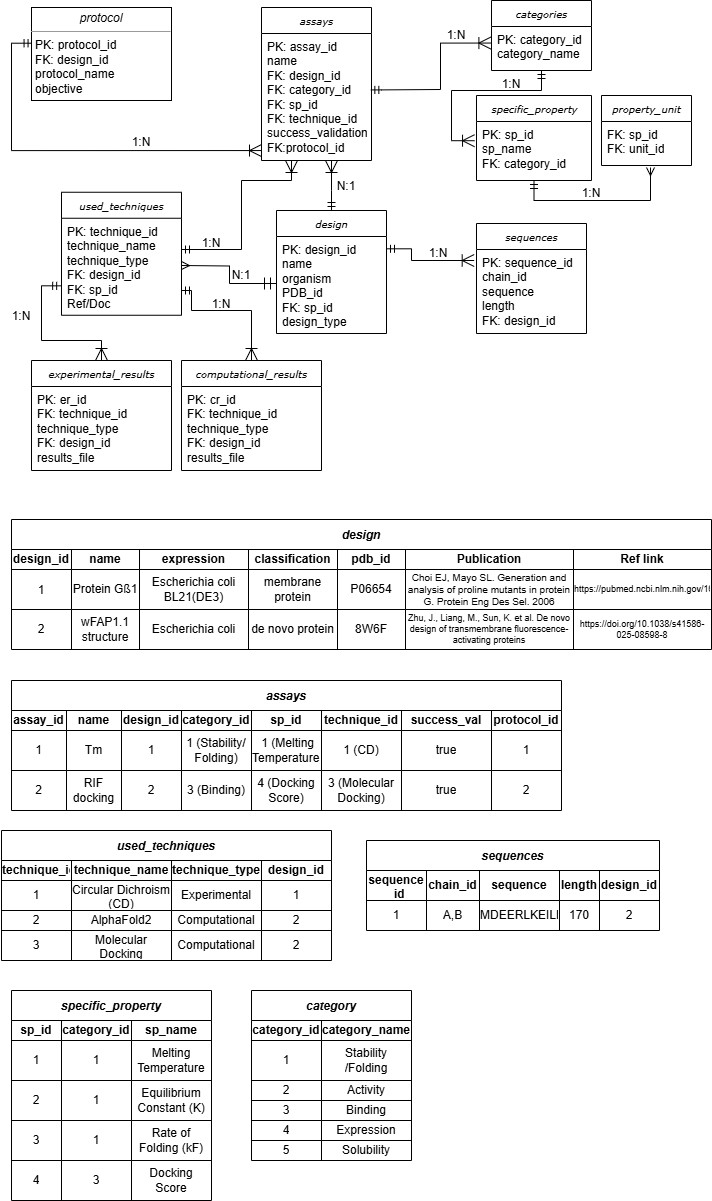 protocol
PK: protocol_id
FK: design_id
protocol_name
objective
assays
PK: assay_id
name
FK: design_id
FK: category_id
FK: sp_id
FK: technique_id
success_validation
FK:protocol_id
categories
PK: category_id
category_name
1:N
1:N
specific_property
PK: sp_id
sp_name
FK: category_id
property_unit
FK: sp_id
FK: unit_id
1:N
1:N
N:1
used_techniques
PK: technique_id
technique_name
technique_type
FK: design_id
FK: sp_id
Ref/Doc
1:N
N:1
1:N
1:N
design
PK: design_id
name
organism
PDB_id
FK: sp_id
design_type
1:N
sequences
PK: sequence_id
chain_id
sequence
length
FK: design_id
experimental_results
PK: er_id
FK: technique_id
technique_type
FK: design_id
results_file
computational_results
PK: cr_id
FK: technique_id
technique_type
FK: design_id
results_file
design
design_id name expression classification pdb_id Publication Ref link
1 Protein Gß1 Escherichia coli BL21(DE3) membrane protein P06654 Choi EJ, Mayo SL. Generation and analysis of proline mutants in protein G. Protein Eng Des Sel. 2006 https://pubmed.ncbi.nlm.nih.gov/1
2 wFAP1.1 structure Escherichia coli de novo protein 8W6F Zhu, J., Liang, M., Sun, K. et al. De novo design of transmembrane fluorescence-activating proteins https://doi.org/10.1038/s41586-025-08598-8
assays
assay_id name design_id category_id sp_id technique_id success_val protocol_id
1 Tm 1 1 (Stability/ Folding) 1 (Melting Temperature 1 (CD) true 1
2 RIF docking 2 3 (Binding) 4 (Docking Score) 3 (Molecular Docking) true 2
used_techniques
technique_i technique_name technique_type design_id
1 Circular Dichroism (CD) Experimental 1
2 AlphaFold2 Computational 2
3 Molecular Docking Computational 2
sequences
sequence id chain_id sequence length design_id
1 A,B MDEERLKEILI 170 2
specific_property
sp_id category_id sp_name
1 1 Melting Temperature
2 1 Equilibrium Constant (K)
3 1 Rate of Folding (kF)
4 3 Docking Score
category
category_id category_name
1 Stability /Folding
2 Activity
3 Binding
4 Expression
5 Solubility